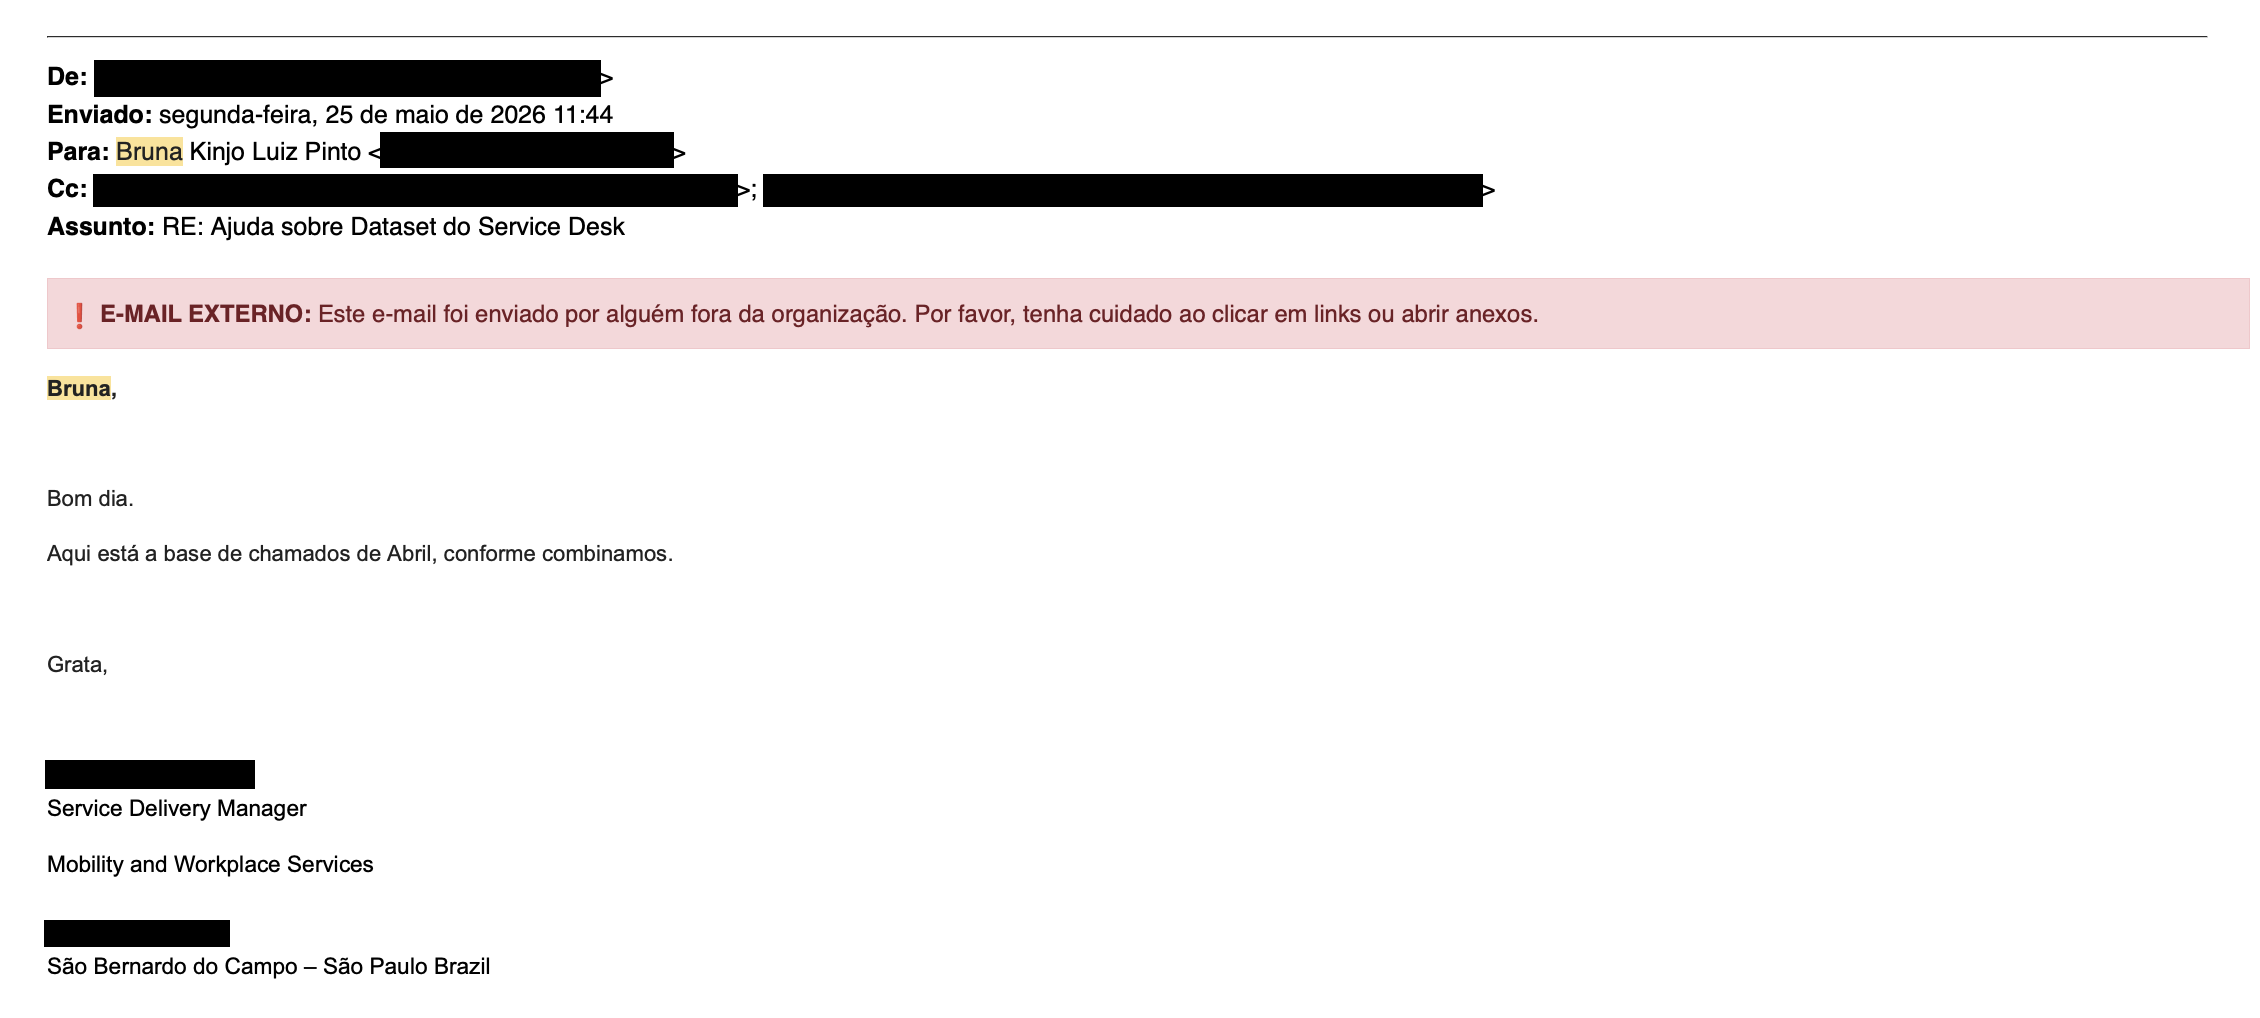 De: >
Enviado: segunda-feira, 25 de maio de 2026 11:44
Para: Bruna Kinjo Luiz Pinto < >
Cc: >; >
Assunto: RE: Ajuda sobre Dataset do Service Desk
❗ E-MAIL EXTERNO: Este e-mail foi enviado por alguém fora da organização. Por favor, tenha cuidado ao clicar em links ou abrir anexos.
Bruna,
Bom dia.
Aqui está a base de chamados de Abril, conforme combinamos.
Grata,
Service Delivery Manager
Mobility and Workplace Services
São Bernardo do Campo – São Paulo Brazil